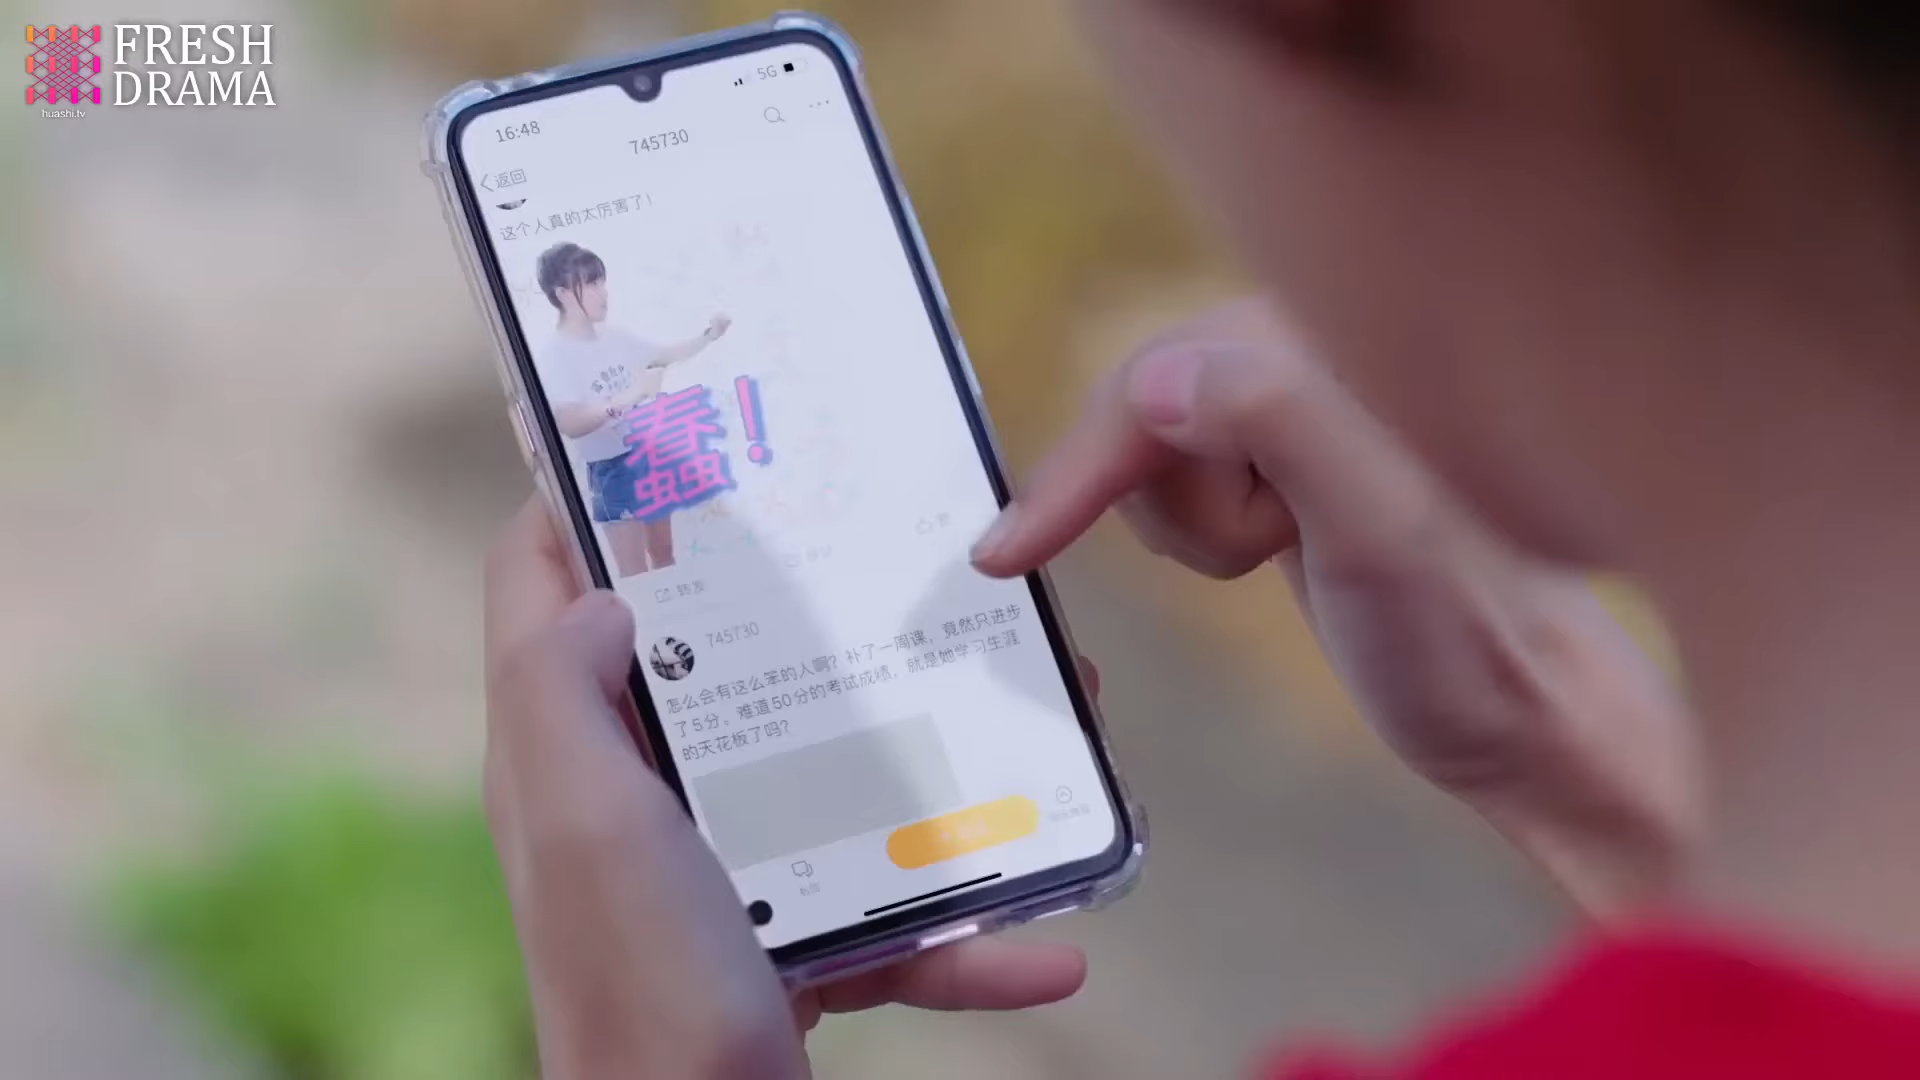 FRESH
DRAMA
huashi.tv
16:48
5G
745730
返回
这个人真的太厉害了！
蠢！
转发
745730
怎么会有这么笨的人啊？补了一周课，竟然只进步
了5分。难道50分的考试成绩，就是她学习生涯
的天花板了吗？